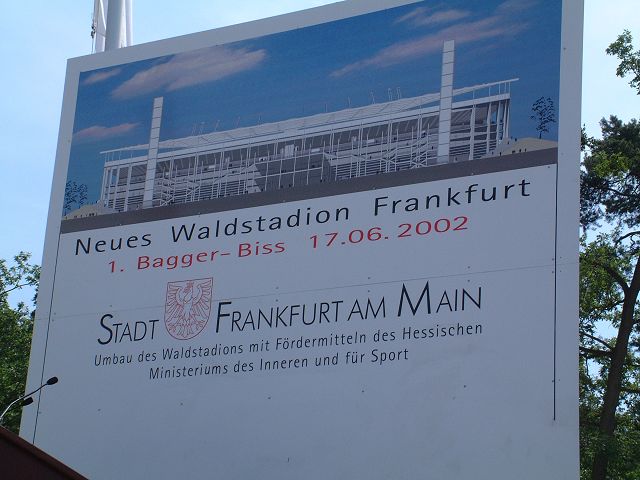 Neues Waldstadion Frankfurt
1. Bagger-Biss 17.06.2002
STADT FRANKFURT AM MAIN
Umbau des Waldstadions mit Fördermitteln des Hessischen
Ministeriums des Inneren und für Sport